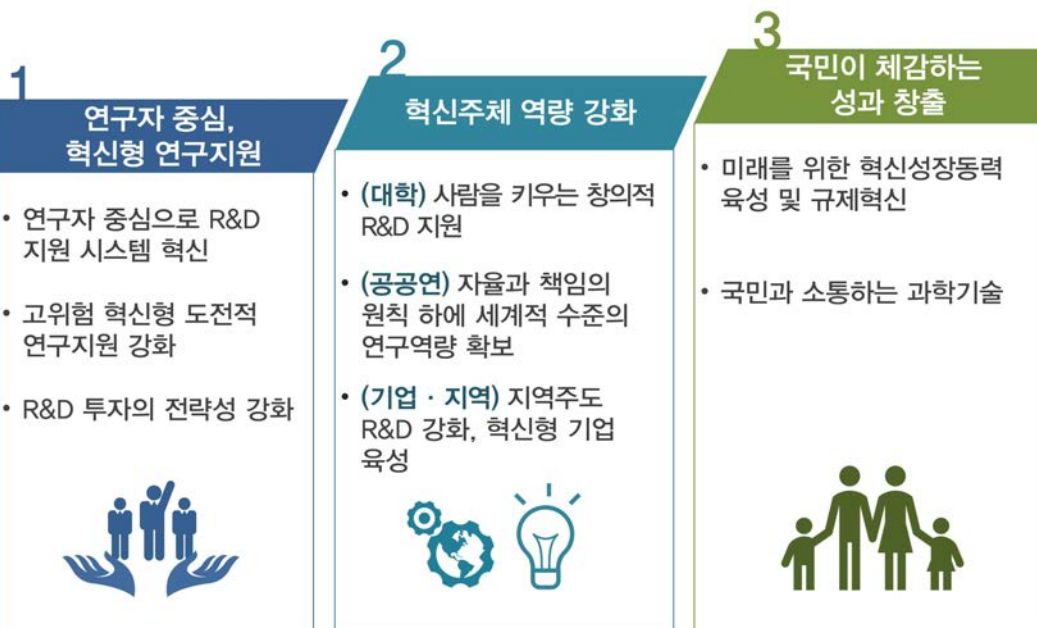 1
연구자 중심,
혁신형 연구지원
• 연구자 중심으로 R&D
지원 시스템 혁신
• 고위험 혁신형 도전적
연구지원 강화
• R&D 투자의 전략성 강화
2
혁신주체 역량 강화
• (대학) 사람을 키우는 창의적
R&D 지원
• (공공연) 자율과 책임의
원칙 하에 세계적 수준의
연구역량 확보
• (기업 · 지역) 지역주도
R&D 강화, 혁신형 기업
육성
3
국민이 체감하는
성과 창출
• 미래를 위한 혁신성장동력
육성 및 규제혁신
• 국민과 소통하는 과학기술